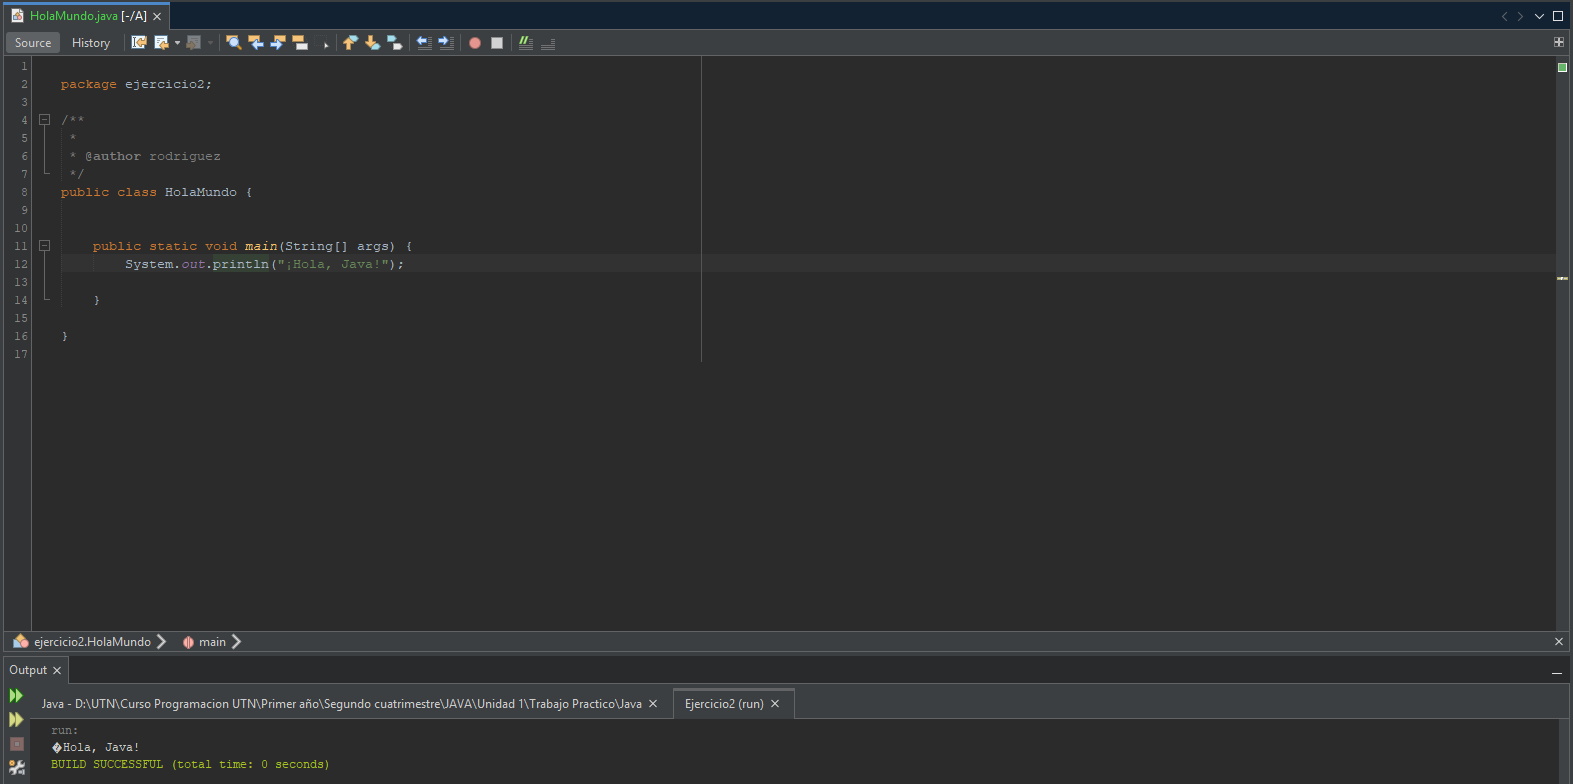 HolaMundo.java [-/A]
Source History
1
2 package ejercicio2;
3
4 /**
5 *
6 * @author rodriguez
7 */
8 public class HolaMundo {
9
10
11 public static void main(String[] args) {
12 System.out.println("¡Hola, Java!");
13
14 }
15
16 }
17
ejercicio2.HolaMundo main
Output
Java - D:\UTN\Curso Programacion UTN\Primer año\Segundo cuatrimestre\JAVA\Unidad 1\Trabajo Practico\Java Ejercicio2 (run)
run:
�Hola, Java!
BUILD SUCCESSFUL (total time: 0 seconds)